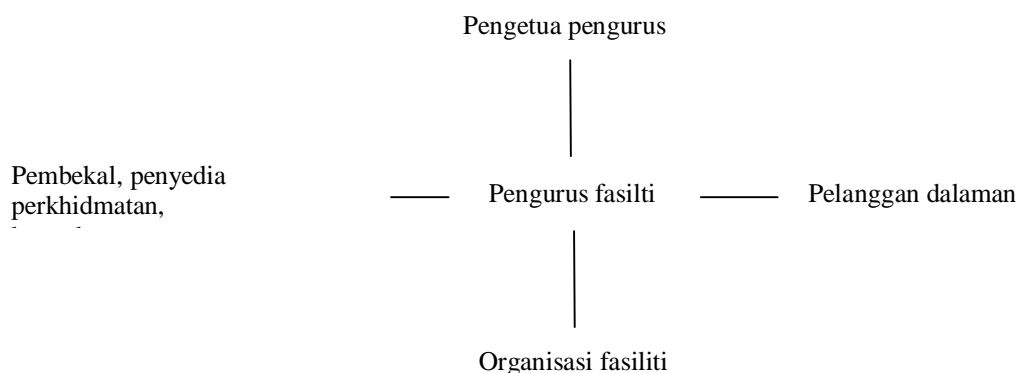 Pengetua pengurus
Pembekal, penyedia
perkhidmatan,
Pengurus fasilti
Pelanggan dalaman
Organisasi fasiliti